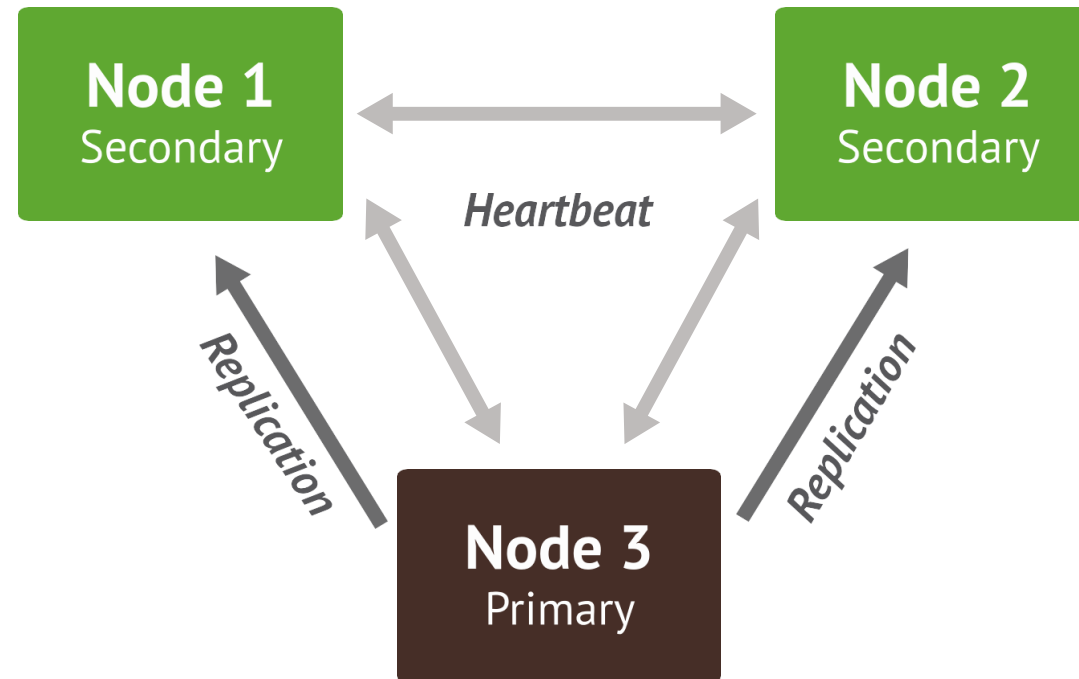 Node 1
Secondary
Node 2
Secondary
Heartbeat
Replication
Replication
Node 3
Primary